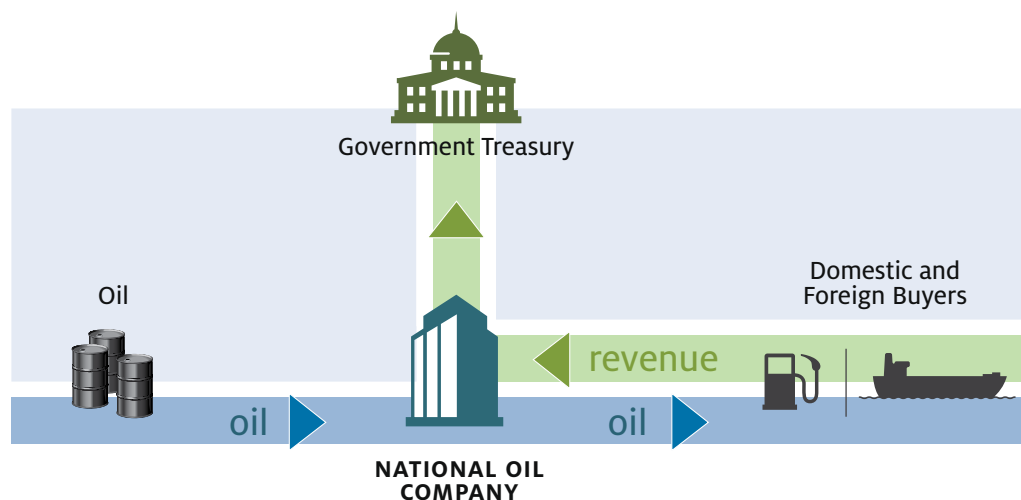 Government Treasury
Oil
Domestic and
Foreign Buyers
revenue
oil
oil
NATIONAL OIL
COMPANY